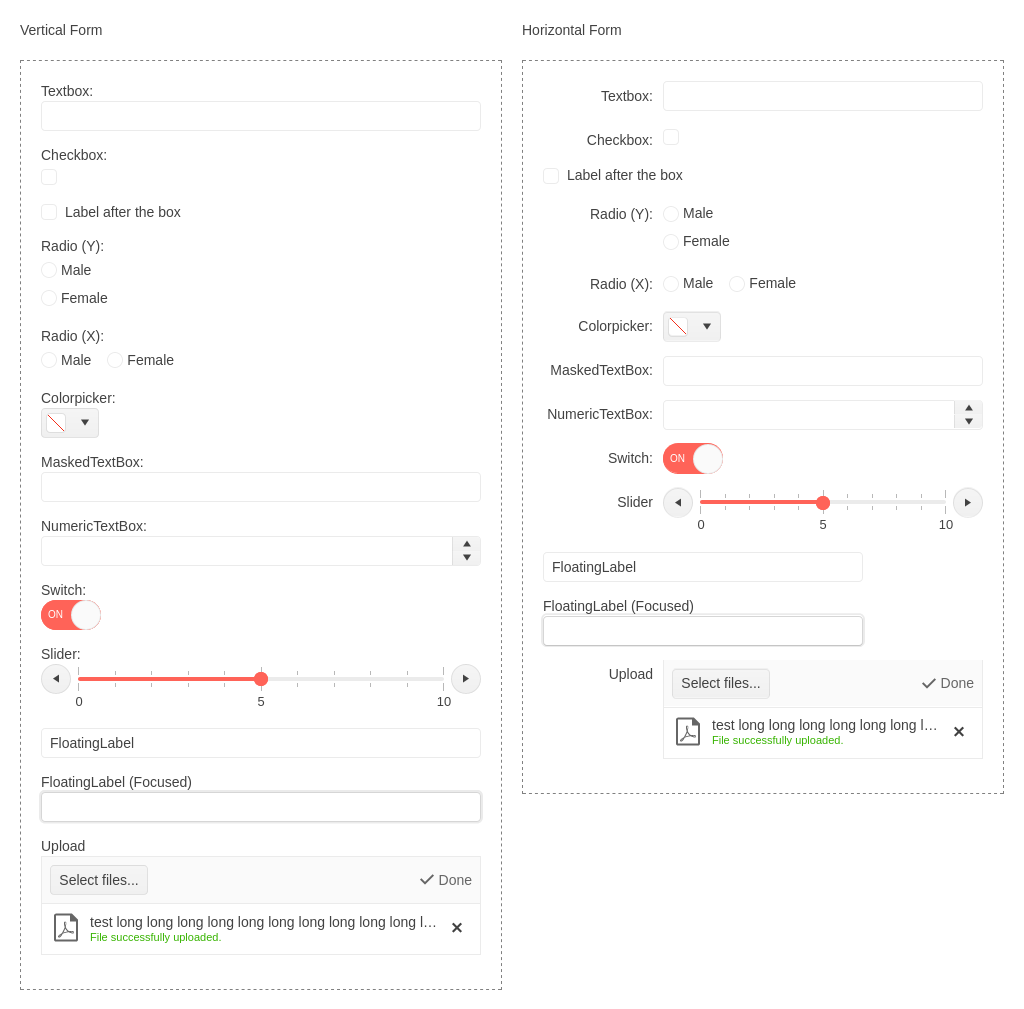 Vertical Form
Textbox:
Checkbox:
Label after the box
Radio (Y):
Male
Female
Radio (X):
Male Female
Colorpicker:
MaskedTextBox:
NumericTextBox:
Switch:
ON
Slider:
0 5 10
FloatingLabel
FloatingLabel (Focused)
Upload
Select files... Done
test long long long long long long long long long long l...
File successfully uploaded.
Horizontal Form
Textbox:
Checkbox:
Label after the box
Radio (Y): Male
Female
Radio (X): Male Female
Colorpicker:
MaskedTextBox:
NumericTextBox:
Switch: ON
Slider
0 5 10
FloatingLabel
FloatingLabel (Focused)
Upload
Select files... Done
test long long long long long long l...
File successfully uploaded.